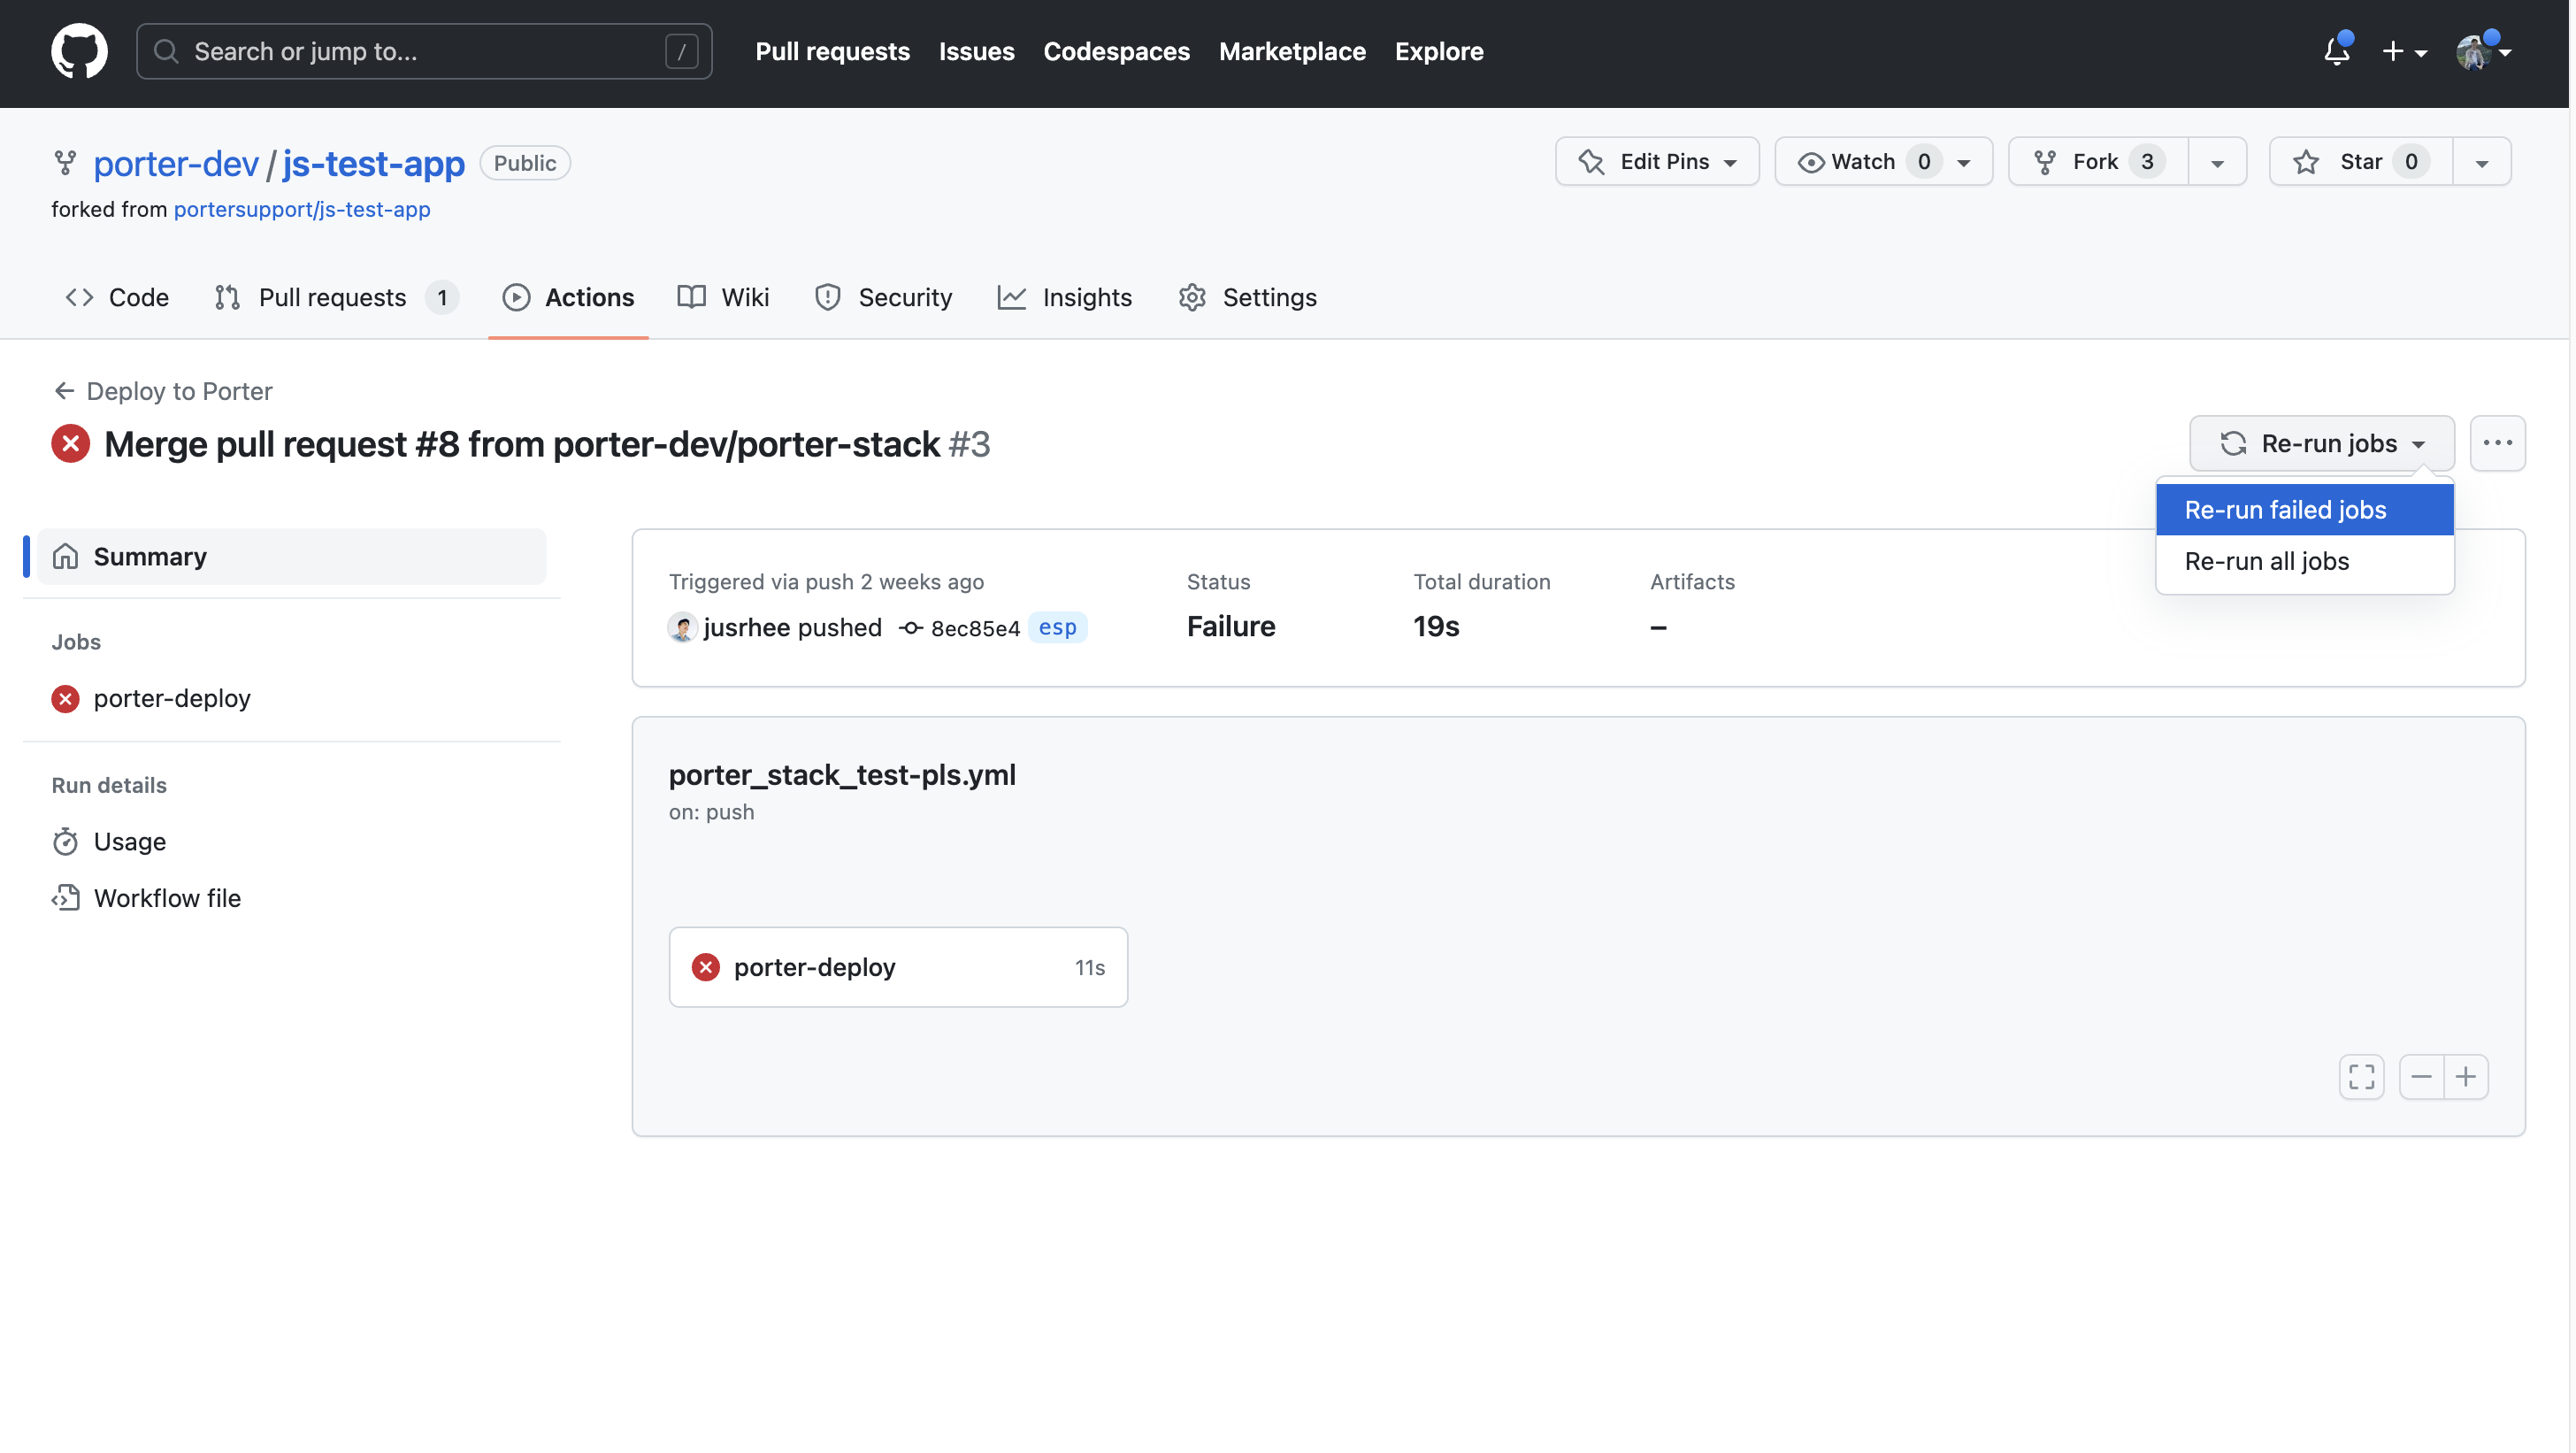 Search or jump to... /
Pull requests Issues Codespaces Marketplace Explore
porter-dev / js-test-app Public
Edit Pins Watch 0 Fork 3 Star 0
forked from portersupport/js-test-app
Code Pull requests 1 Actions Wiki Security Insights Settings
Deploy to Porter
Merge pull request #8 from porter-dev/porter-stack #3
Re-run jobs
Re-run failed jobs
Re-run all jobs
Summary
Jobs
porter-deploy
Run details
Usage
Workflow file
Triggered via push 2 weeks ago
jusrhee pushed 8ec85e4 esp
Status
Failure
Total duration
19s
Artifacts
–
porter_stack_test-pls.yml
on: push
porter-deploy 11s